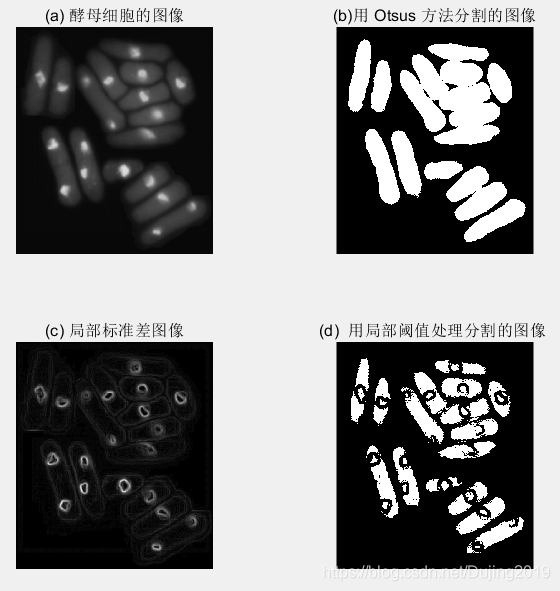 (a) 酵母细胞的图像
(b)用 Otsus 方法分割的图像
(c) 局部标准差图像
(d) 用局部阈值处理分割的图像
https://blog.csdn.net/Dujing2019